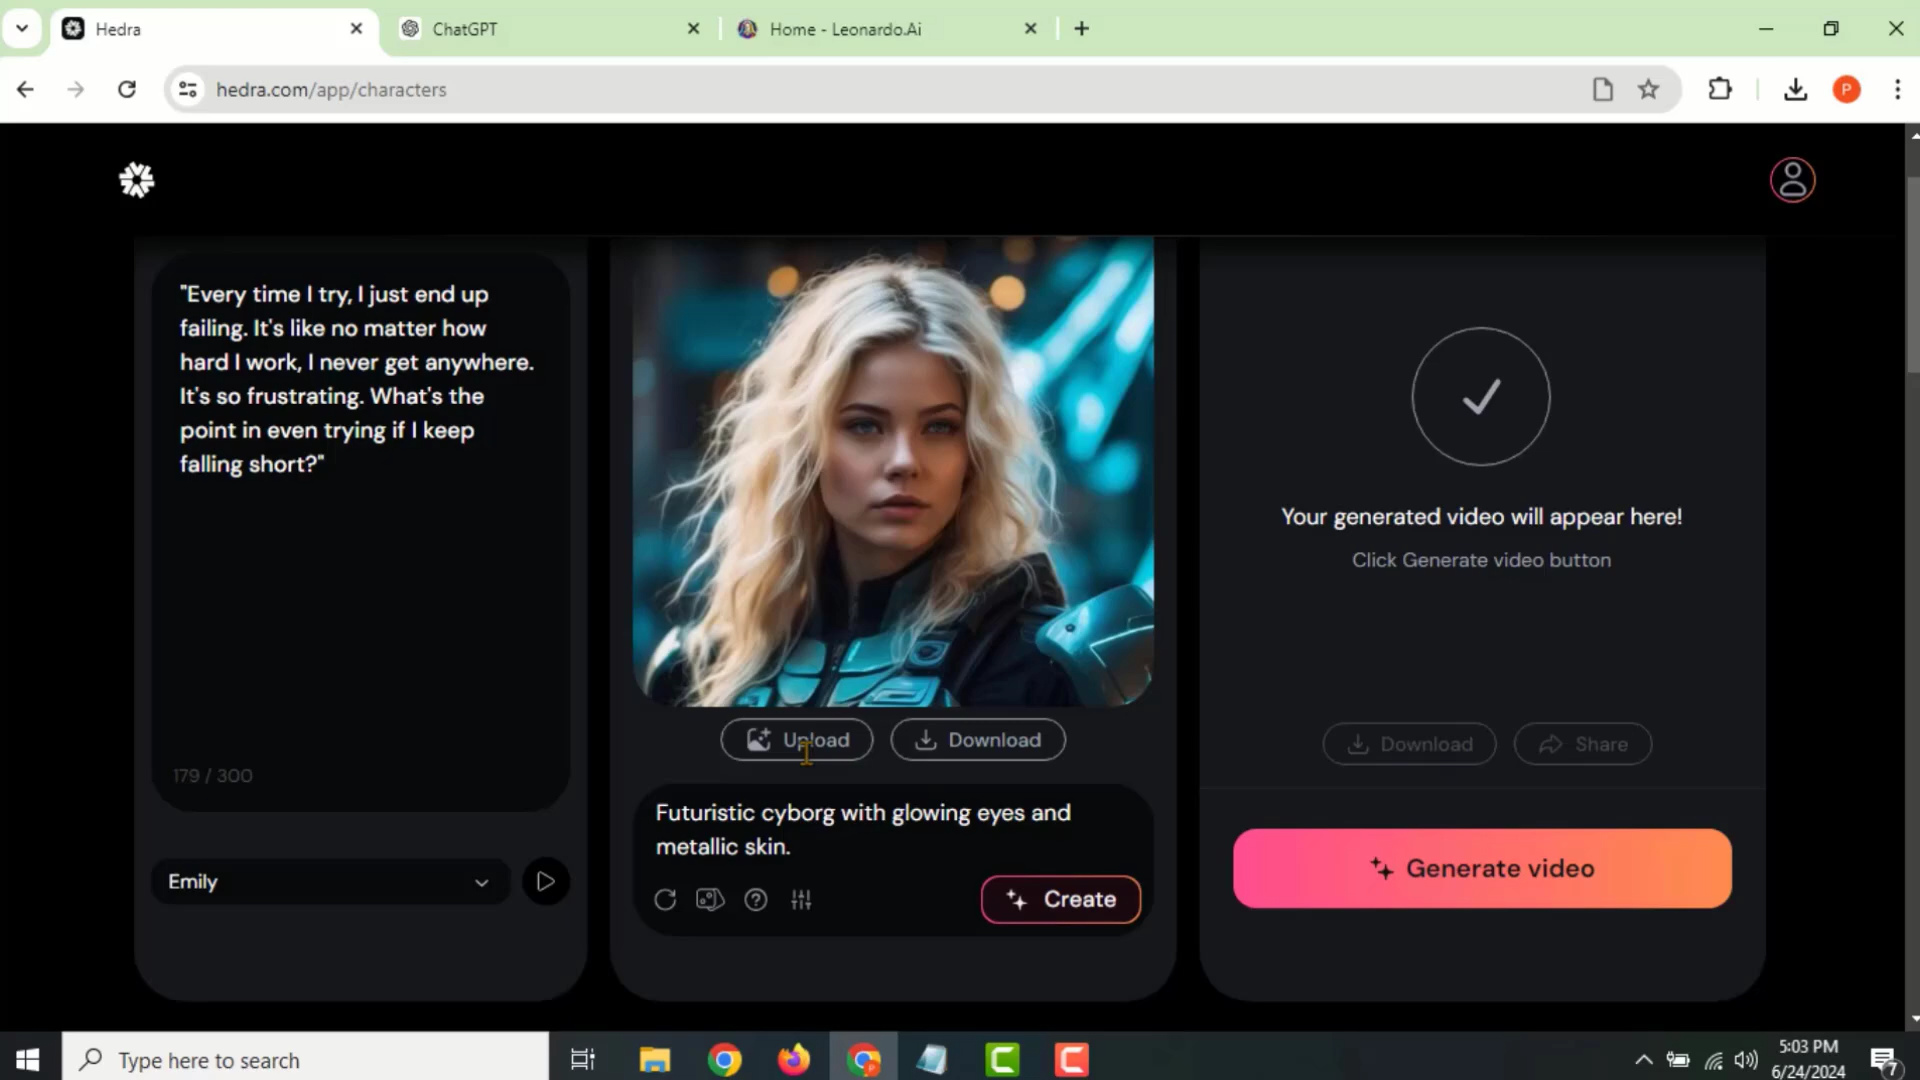 Hedra
ChatGPT
Home - Leonardo.Ai
hedra.com/app/characters
P
"Every time I try, I just end up
failing. It's like no matter how
hard I work, I never get anywhere.
It's so frustrating. What's the
point in even trying if I keep
falling short?"
179 / 300
Emily
Upload
Download
Futuristic cyborg with glowing eyes and
metallic skin.
Create
Your generated video will appear here!
Click Generate video button
Download
Share
Generate video
Type here to search
5:03 PM
6/24/2024
7